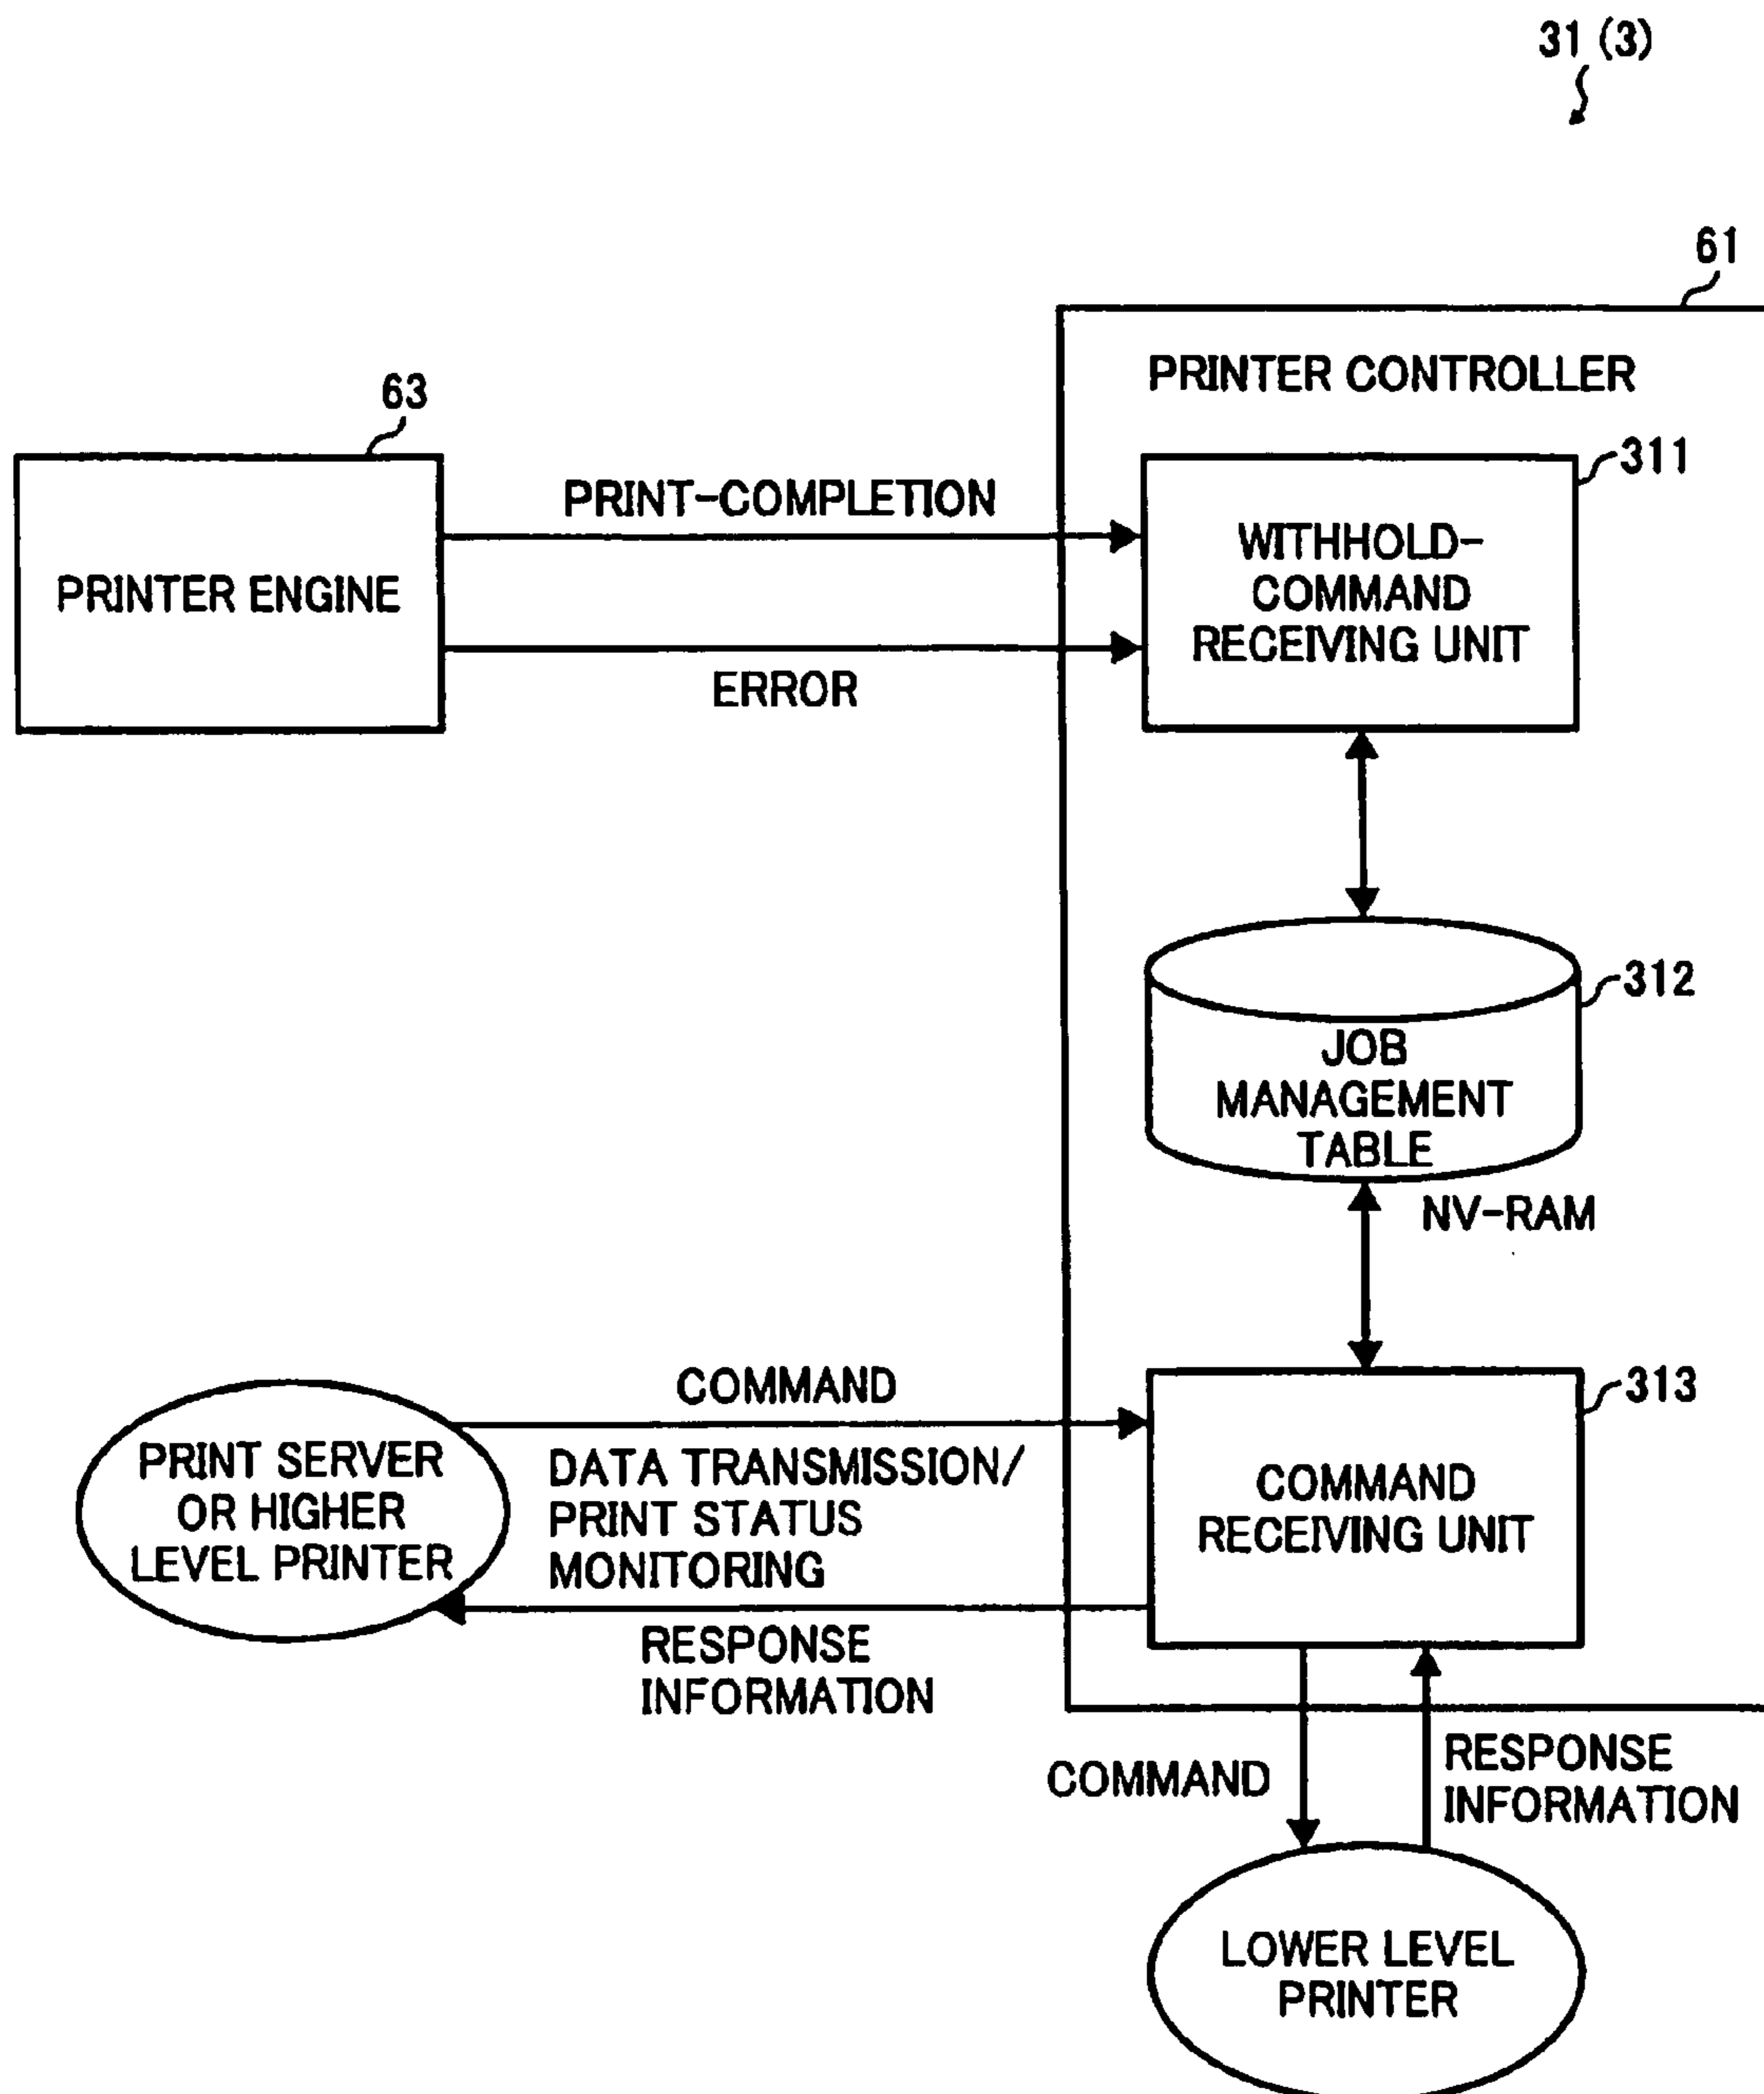 31 (3)
61
PRINTER CONTROLLER
63
PRINTER ENGINE
PRINT-COMPLETION
ERROR
311
WITHHOLD-
COMMAND
RECEIVING UNIT
312
JOB
MANAGEMENT
TABLE
NV-RAM
313
COMMAND
RECEIVING UNIT
COMMAND
DATA TRANSMISSION/
PRINT STATUS
MONITORING
PRINT SERVER
OR HIGHER
LEVEL PRINTER
RESPONSE
INFORMATION
COMMAND
RESPONSE
INFORMATION
LOWER LEVEL
PRINTER